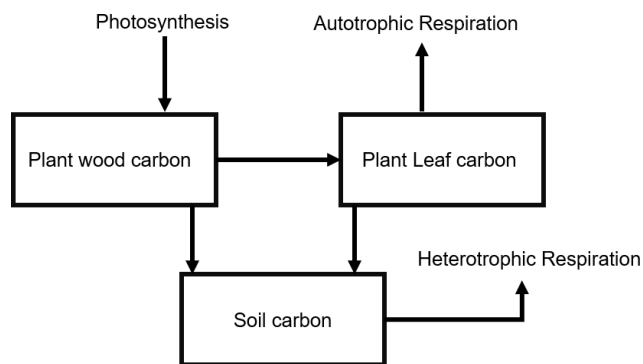 Photosynthesis
Autotrophic Respiration
Plant wood carbon
Plant Leaf carbon
Heterotrophic Respiration
Soil carbon